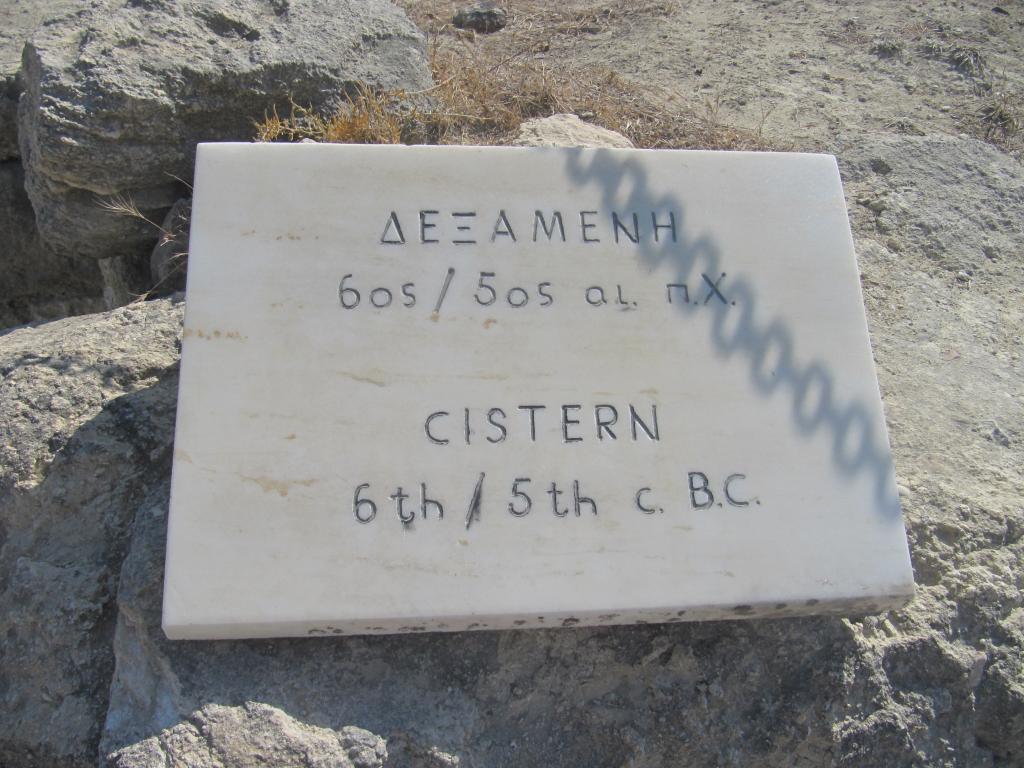 ΔΕΞΑΜΕΝΗ
6ος / 5ος αι. π.Χ.
CISTERN
6th / 5th c. B.C.